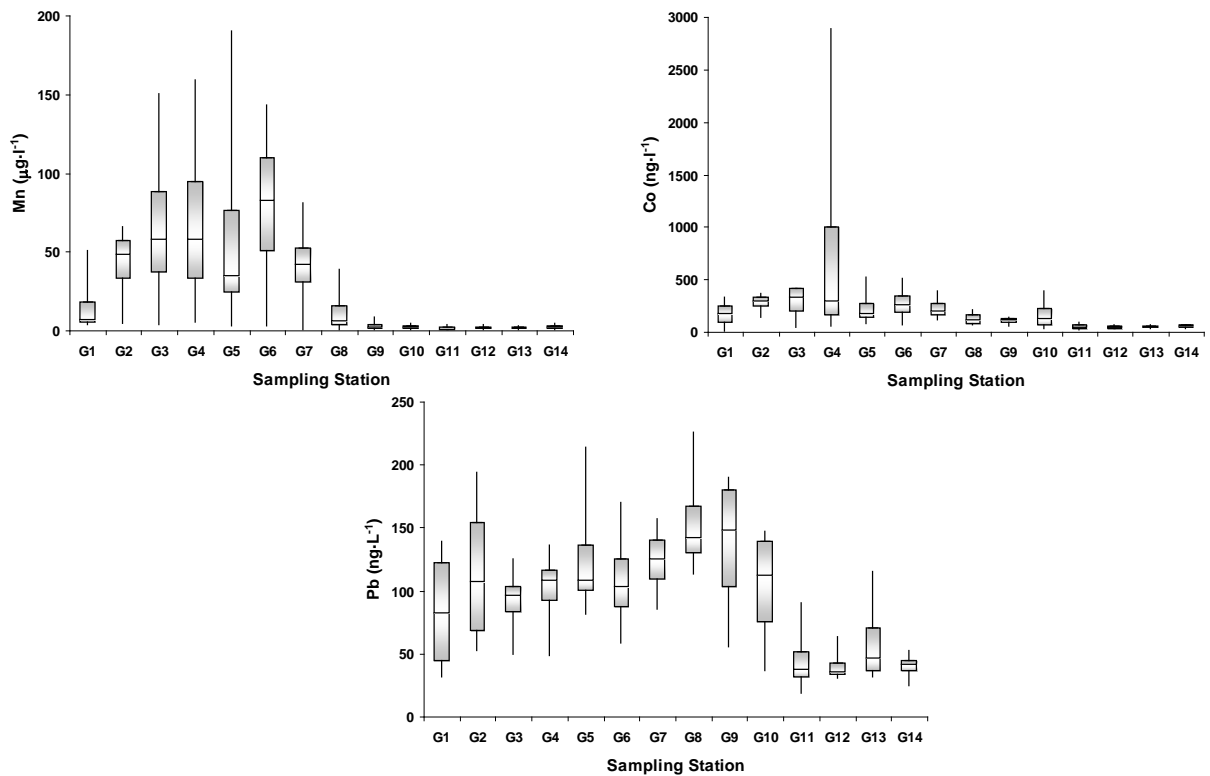 Mn (µg·l⁻¹)
200
150
100
50
0
G1 G2 G3 G4 G5 G6 G7 G8 G9 G10 G11 G12 G13 G14
Sampling Station
Co (ng·l⁻¹)
3000
2500
2000
1500
1000
500
0
G1 G2 G3 G4 G5 G6 G7 G8 G9 G10 G11 G12 G13 G14
Sampling Station
Pb (ng·L⁻¹)
250
200
150
100
50
0
G1 G2 G3 G4 G5 G6 G7 G8 G9 G10 G11 G12 G13 G14
Sampling Station